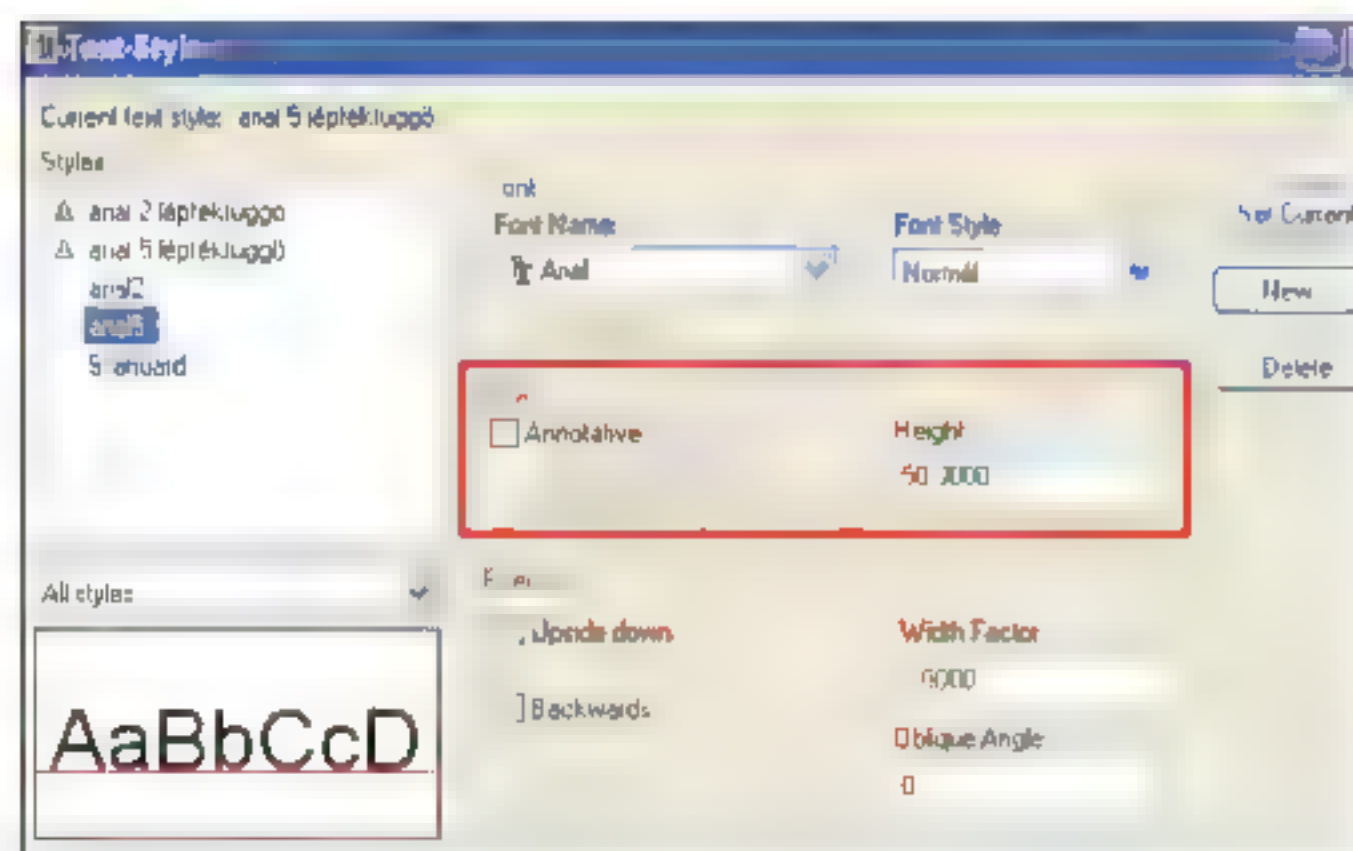 Text Style
Current text style: arial 5 léptékfüggő
Styles
arial 2 léptékfüggő
arial 5 léptékfüggő
arial2
arial5
Font Name:
Arial
Font Style
Normál
Set Current
New
Delete
Annotative
Height
All styles
AaBbCcD
Upside down
Backwards
Width Factor
Oblique Angle
0